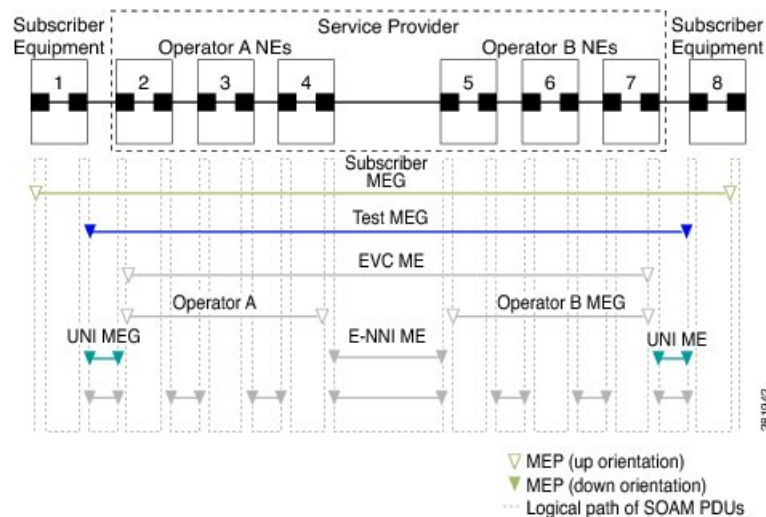 Subscriber Equipment
Service Provider
Subscriber Equipment
Operator A NEs
Operator B NEs
1
2
3
4
5
6
7
8
Subscriber MEG
Test MEG
EVC ME
Operator A
Operator B MEG
UNI MEG
E-NNI ME
UNI ME
MEP (up orientation)
MEP (down orientation)
Logical path of SOAM PDUs